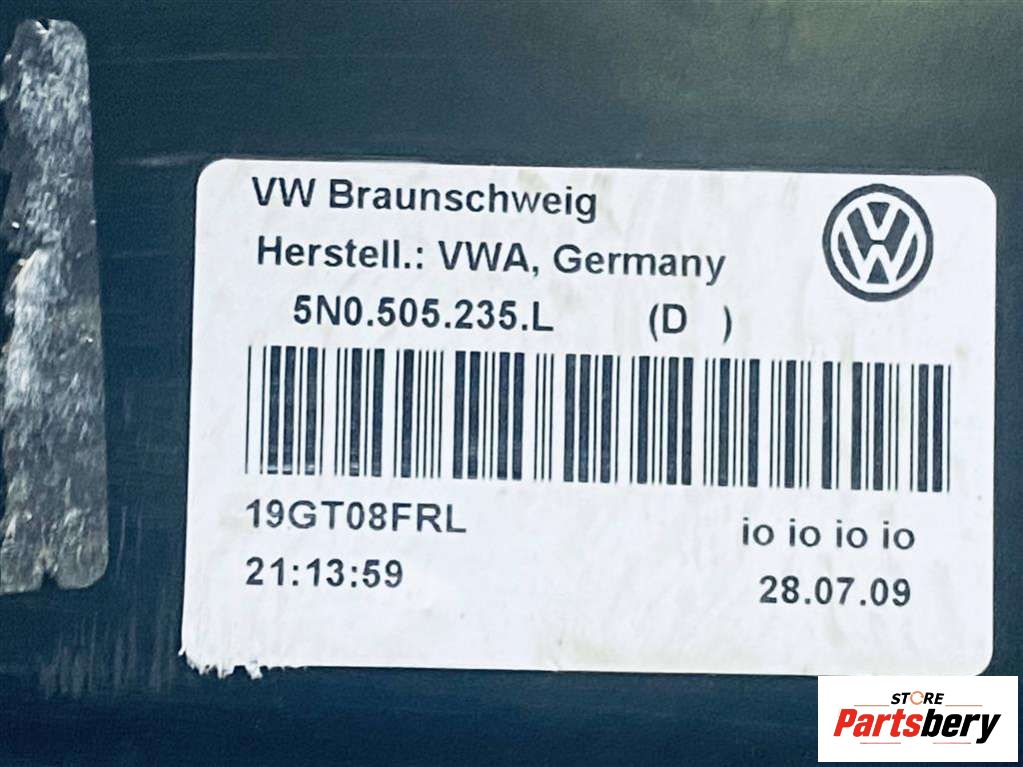 VW Braunschweig
Herstell.: VWA, Germany
5N0.505.235.L (D )
19GT08FRL
io io io io
21:13:59
28.07.09
STORE
Partsbery